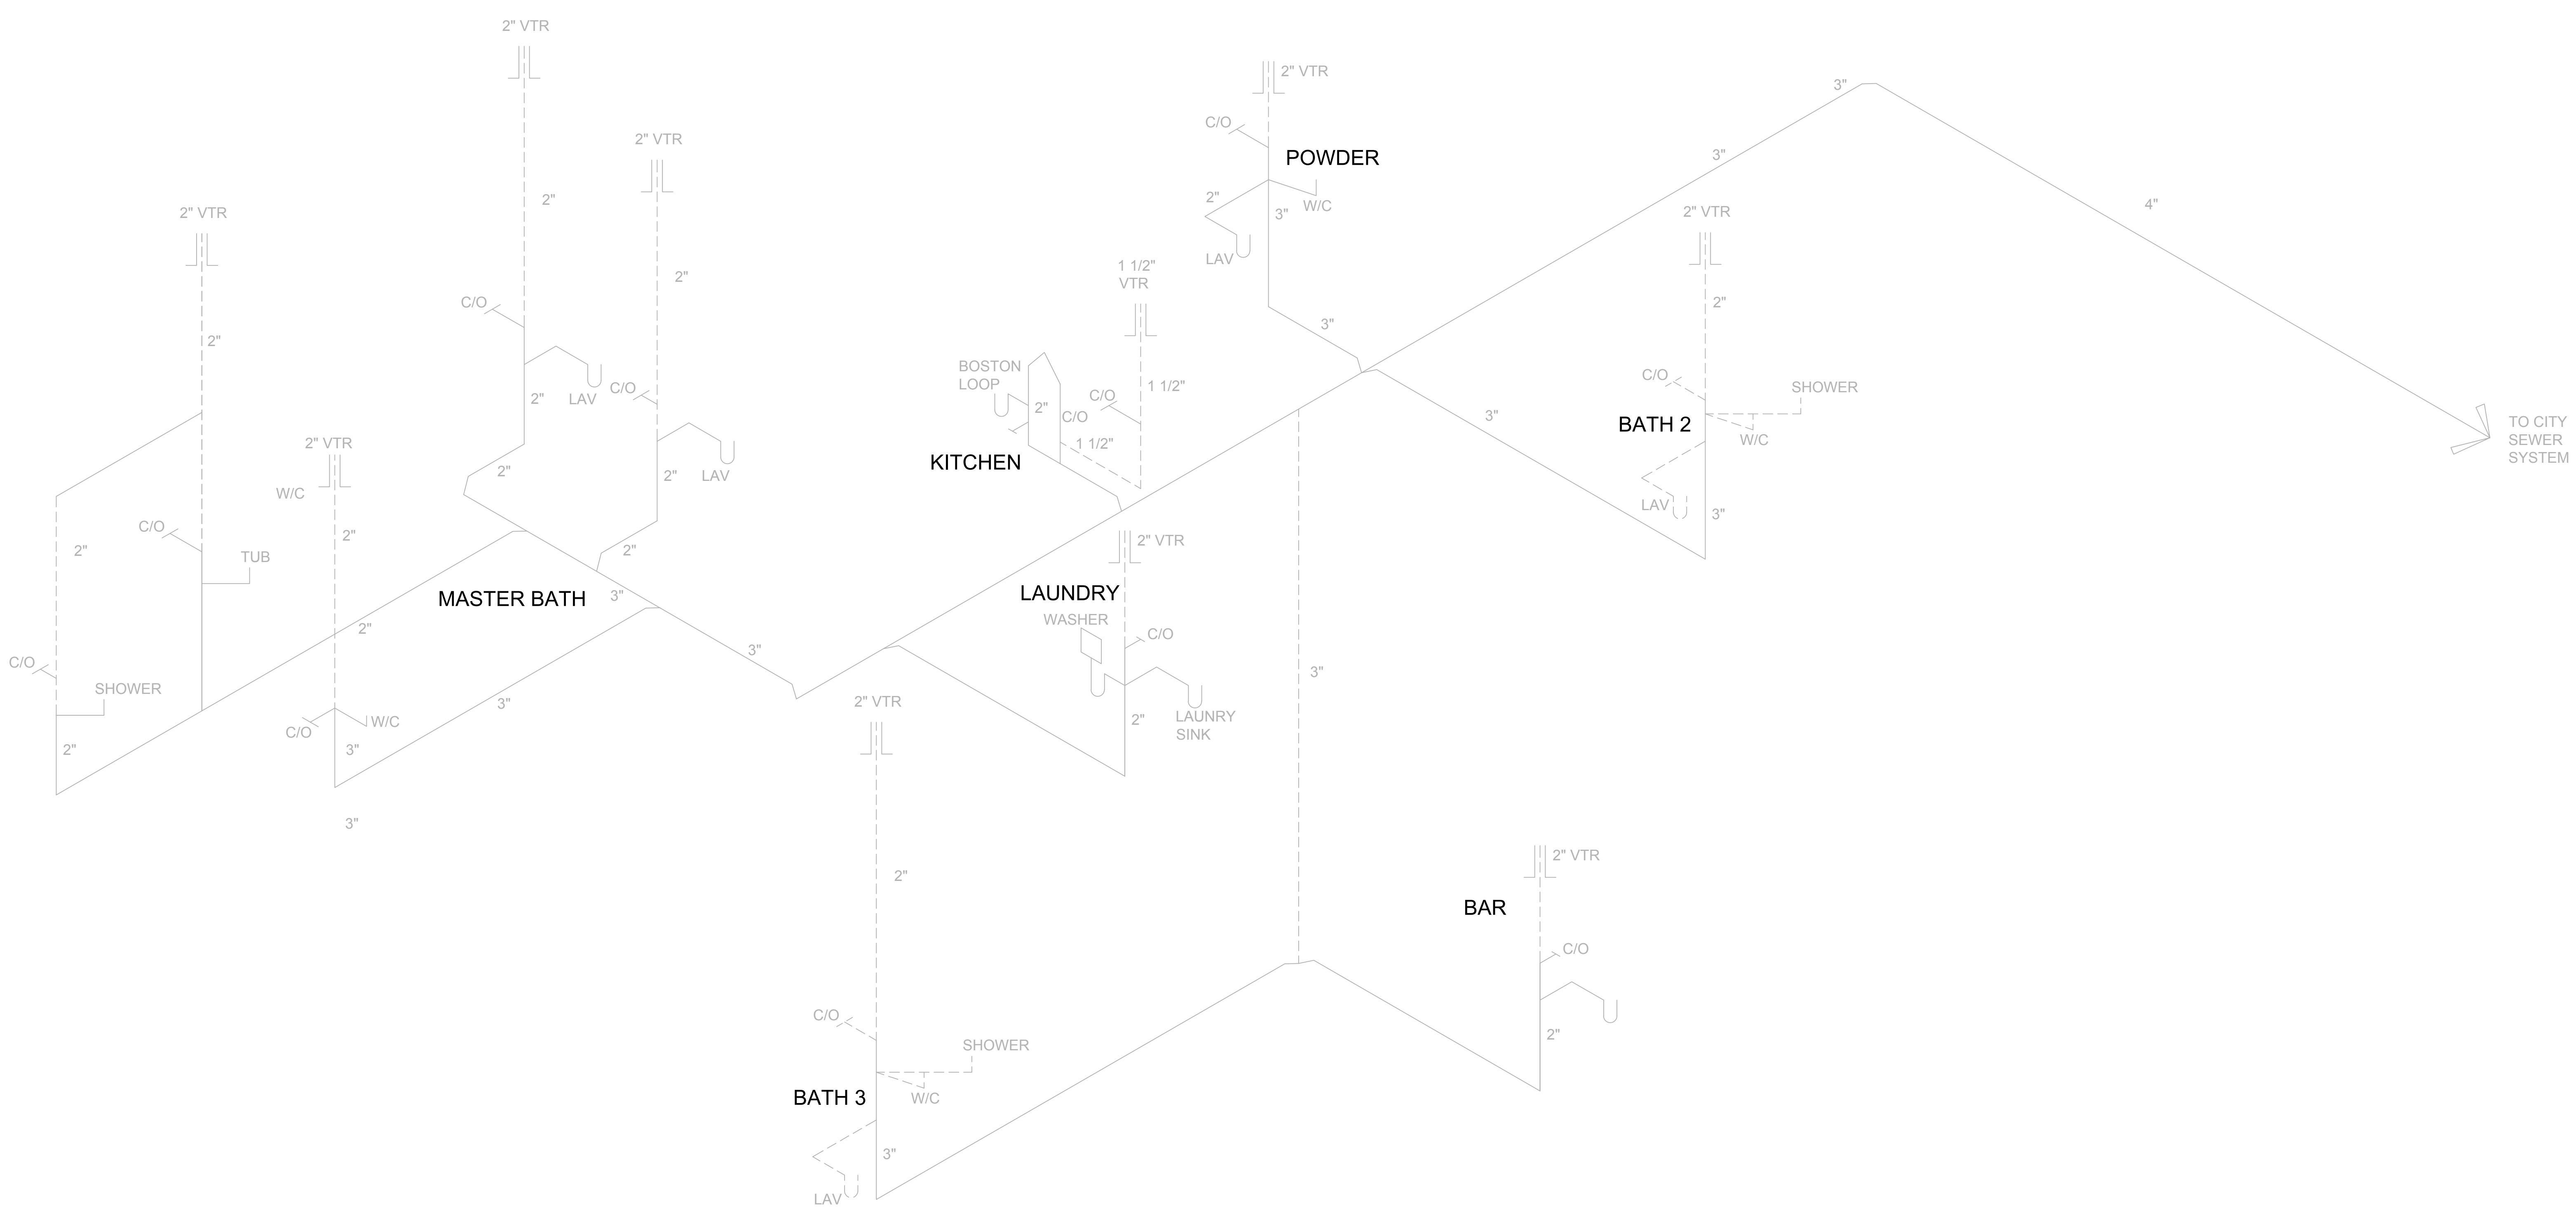 2" VTR
2" VTR
2" VTR
2" VTR
2"
2"
2"
2"
C/O
C/O
C/O
LAV
LAV
2"
2"
2"
2"
W/C
2"
TUB
2"
MASTER BATH
3"
2"
3"
C/O
SHOWER
2"
C/O
W/C
3"
3"
3"
POWDER
2" VTR
C/O
2"
W/C
3"
LAV
3"
1 1/2"
VTR
BOSTON
LOOP
1 1/2"
C/O
2"
C/O
1 1/2"
KITCHEN
2" VTR
LAUNDRY
WASHER
C/O
LAUNRY
SINK
2"
3"
3"
4"
2" VTR
2"
C/O
SHOWER
BATH 2
W/C
LAV
3"
3"
TO CITY
SEWER
SYSTEM
3"
2" VTR
2"
C/O
SHOWER
BATH 3
W/C
3"
LAV
2" VTR
BAR
C/O
2"